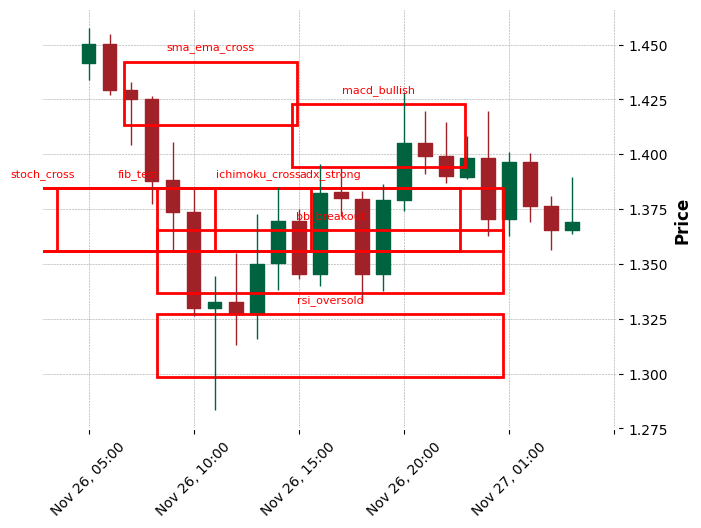 sma_ema_cross
macd_bullish
stoch_cross
ichimoku_cross
adx_strong
bb_breakout
rsi_oversold
1.450
1.425
1.400
1.375
1.350
1.325
1.300
1.275
Price
Nov 26, 05:00
Nov 26, 10:00
Nov 26, 15:00
Nov 26, 20:00
Nov 27, 01:00